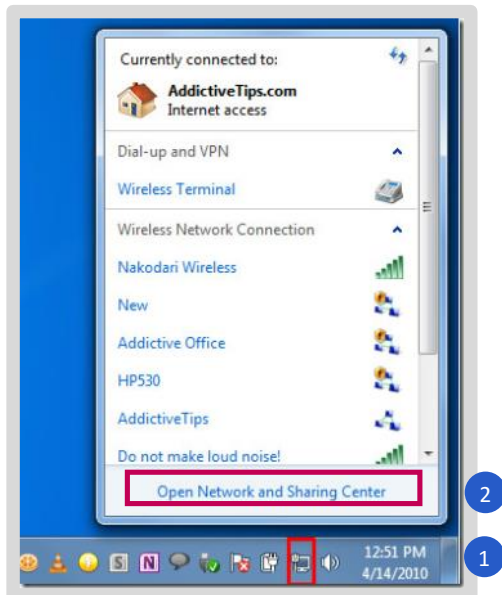 Currently connected to:
AddictiveTips.com
Internet access
Dial-up and VPN
Wireless Terminal
Wireless Network Connection
Nakodari Wireless
New
Addictive Office
HP530
AddictiveTips
Do not make loud noise!
Open Network and Sharing Center
2
S N
12:51 PM
4/14/2010
1